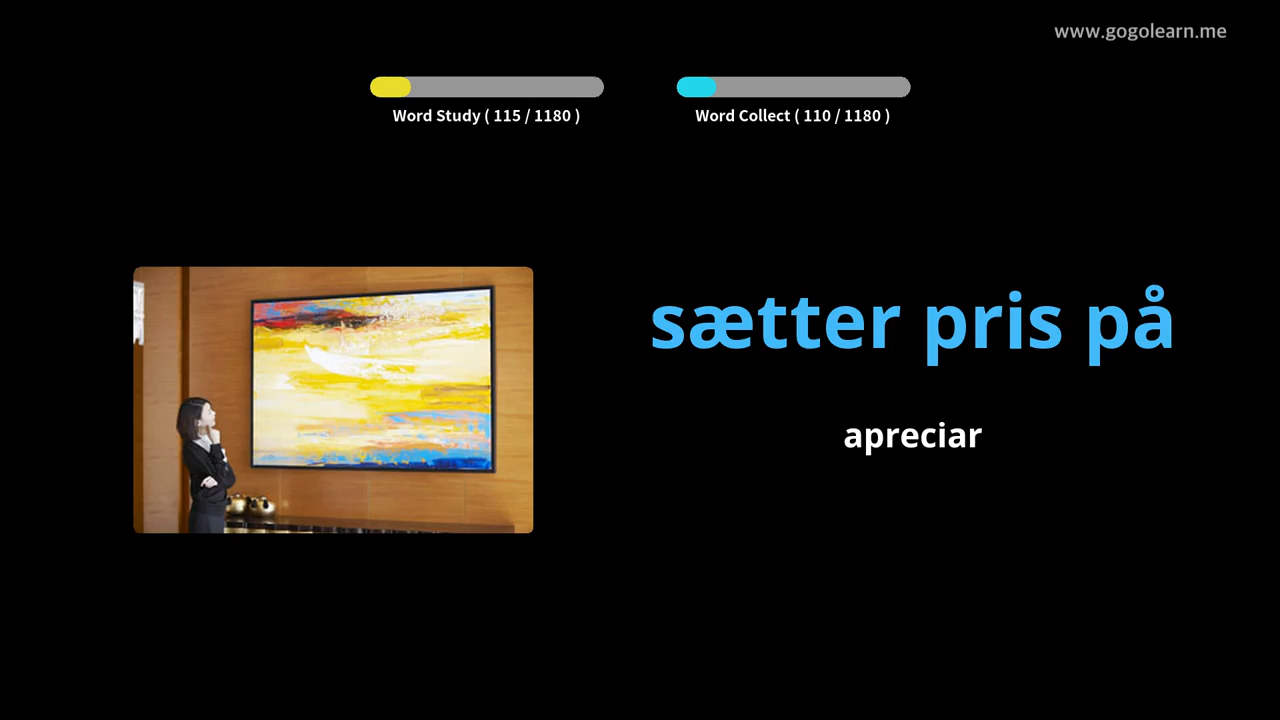 www.gogolearn.me
Word Study ( 115 / 1180 )
Word Collect ( 110 / 1180 )
sætter pris på
apreciar